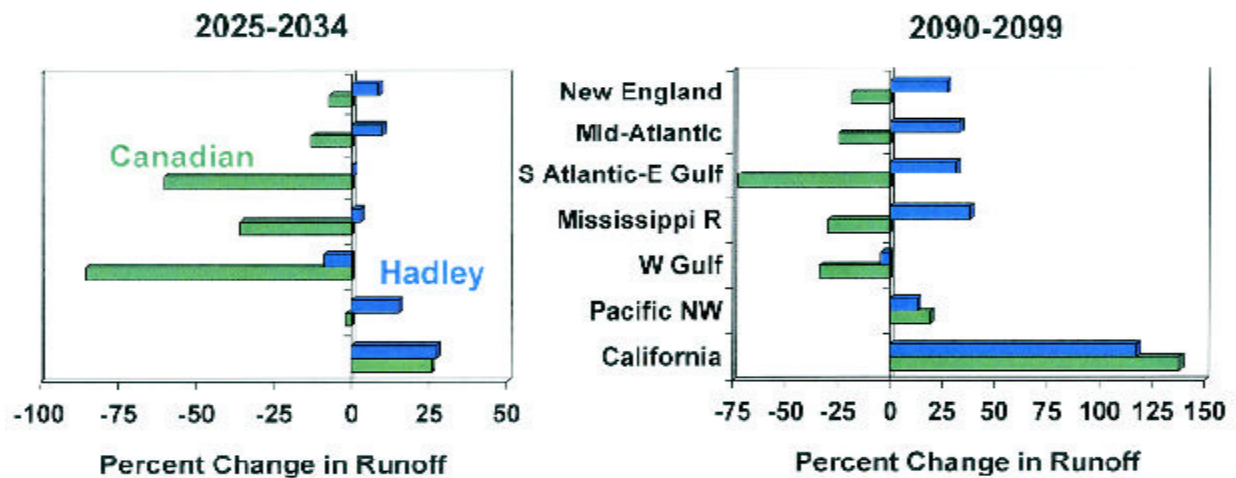 2025-2034
2090-2099
New England
Mid-Atlantic
Canadian
S Atlantic-E Gulf
Mississippi R
W Gulf
Hadley
Pacific NW
California
-100 -75 -50 -25 0 25 50
-75 -50 -25 0 25 50 75 100 125 150
Percent Change in Runoff
Percent Change in Runoff